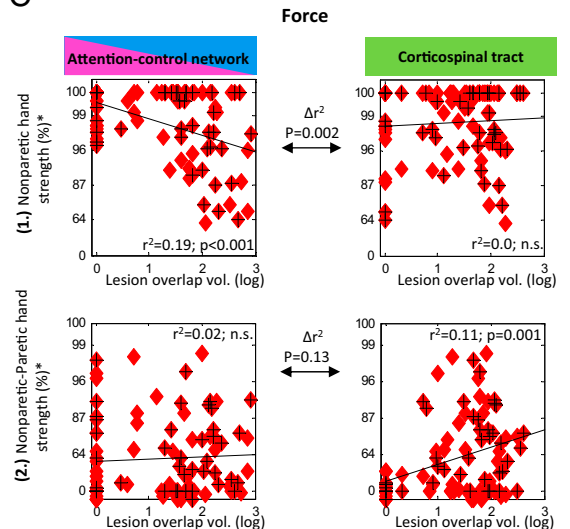 Force
Attention-control network
Corticospinal tract
(1.) Nonparetic hand
strength (%)*
100
99
96
87
64
0
r²=0.19; p<0.001
0 1 2 3
Lesion overlap vol. (log)
Δr²
P=0.002
100
99
96
87
64
0
r²=0.0; n.s.
0 1 2 3
Lesion overlap vol. (log)
(2.) Nonparetic-Paretic hand
strength (%)*
100
99
96
87
64
0
r²=0.02; n.s.
0 1 2 3
Lesion overlap vol. (log)
Δr²
P=0.13
100
99
96
87
64
0
r²=0.11; p=0.001
0 1 2 3
Lesion overlap vol. (log)